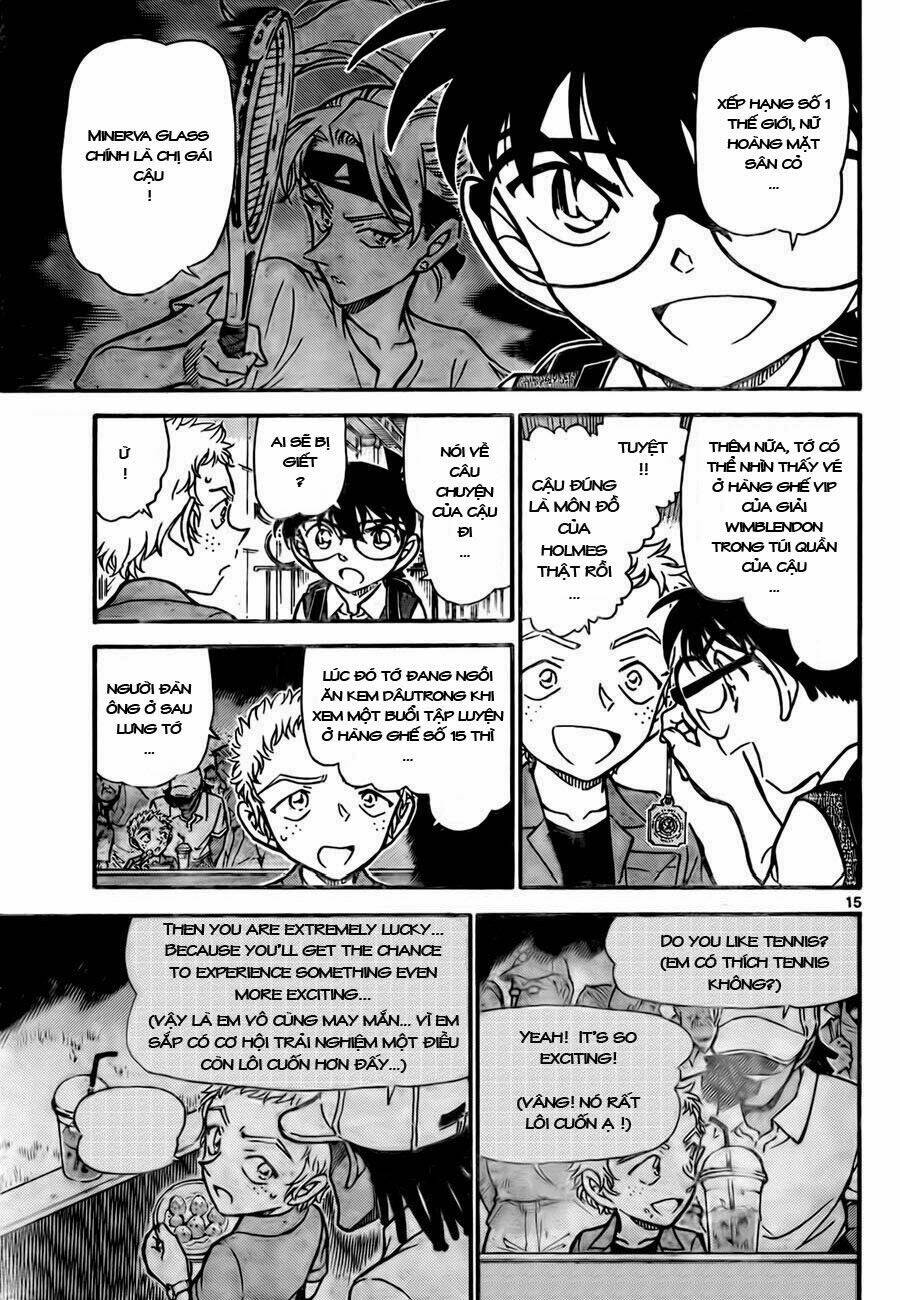 XẾP HẠNG SỐ 1
THẾ GIỚI, NỮ
HOÀNG MẶT
SÂN CỎ
...
MINERVA GLASS
CHÍNH LÀ CHỊ GÁI
CẬU
!
THÊM NỮA, TỚ CÓ
THỂ NHÌN THẤY VÉ
Ở HÀNG GHẾ VIP
CỦA GIẢI
WIMBLENDON
TRONG TÚI QUẦN
CỦA CẬU
...
TUYỆT
!!
CẬU ĐÚNG
LÀ MÔN ĐỒ
CỦA
HOLMES
THẬT RỒI
...
NÓI VỀ
CÂU
CHUYỆN
CỦA CẬU
ĐI
...
AI SẼ BỊ
GIẾT
?
Ừ
!
LÚC ĐÓ TỚ ĐANG NGỒI
ĂN KEM DÂUTRONG KHI
XEM MỘT BUỔI TẬP LUYỆN
Ở HÀNG GHẾ SỐ 15 THÌ
...
NGƯỜI ĐÀN
ÔNG Ở SAU
LƯNG TỚ
...
15
DO YOU LIKE TENNIS?
(EM CÓ THÍCH TENNIS
KHÔNG?)
YEAH! IT'S SO
EXCITING!
(VÂNG! NÓ RẤT
LÔI CUỐN Ạ !)
THEN YOU ARE EXTREMELY LUCKY...
BECAUSE YOU'LL GET THE CHANCE
TO EXPERIENCE SOMETHING EVEN
MORE EXCITING...
(VẬY LÀ EM VÔ CÙNG MAY MẮN... VÌ EM
SẮP CÓ CƠ HỘI TRẢI NGHIỆM MỘT ĐIỀU
CÒN LÔI CUỐN HƠN ĐẤY...)